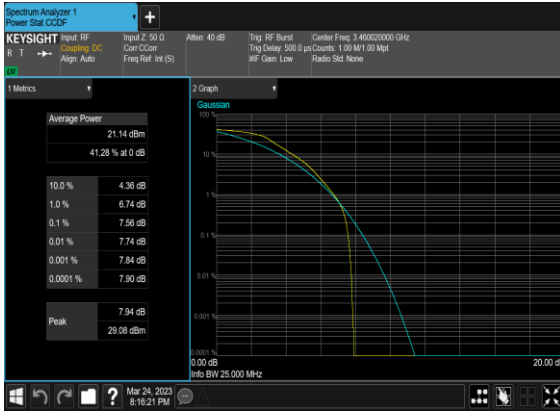 Spectrum Analyzer 1
Power Stat CCDF
+
KEYSIGHT
R T
Input: RF
Coupling: DC
Align: Auto
Input Z: 50 Ω
Corr CCorr
Freq Ref: Int (S)
Atten: 40 dB
Trig: RF Burst
Trig Delay: 500.0 µs
#IF Gain: Low
Center Freq: 3.460020000 GHz
Counts: 1.00 M/1.00 Mpt
Radio Std: None
1 Metrics
Average Power
21.14 dBm
41.28 % at 0 dB
10.0 % 4.36 dB
1.0 % 6.74 dB
0.1 % 7.56 dB
0.01 % 7.74 dB
0.001 % 7.84 dB
0.0001 % 7.90 dB
Peak
7.94 dB
29.08 dBm
2 Graph
Gaussian
100 %
10 %
1 %
0.1 %
0.01 %
0.001 %
0.0001 %
0.00 dB
20.00 d
Info BW 25.000 MHz
?
Mar 24, 2023
8:16:21 PM